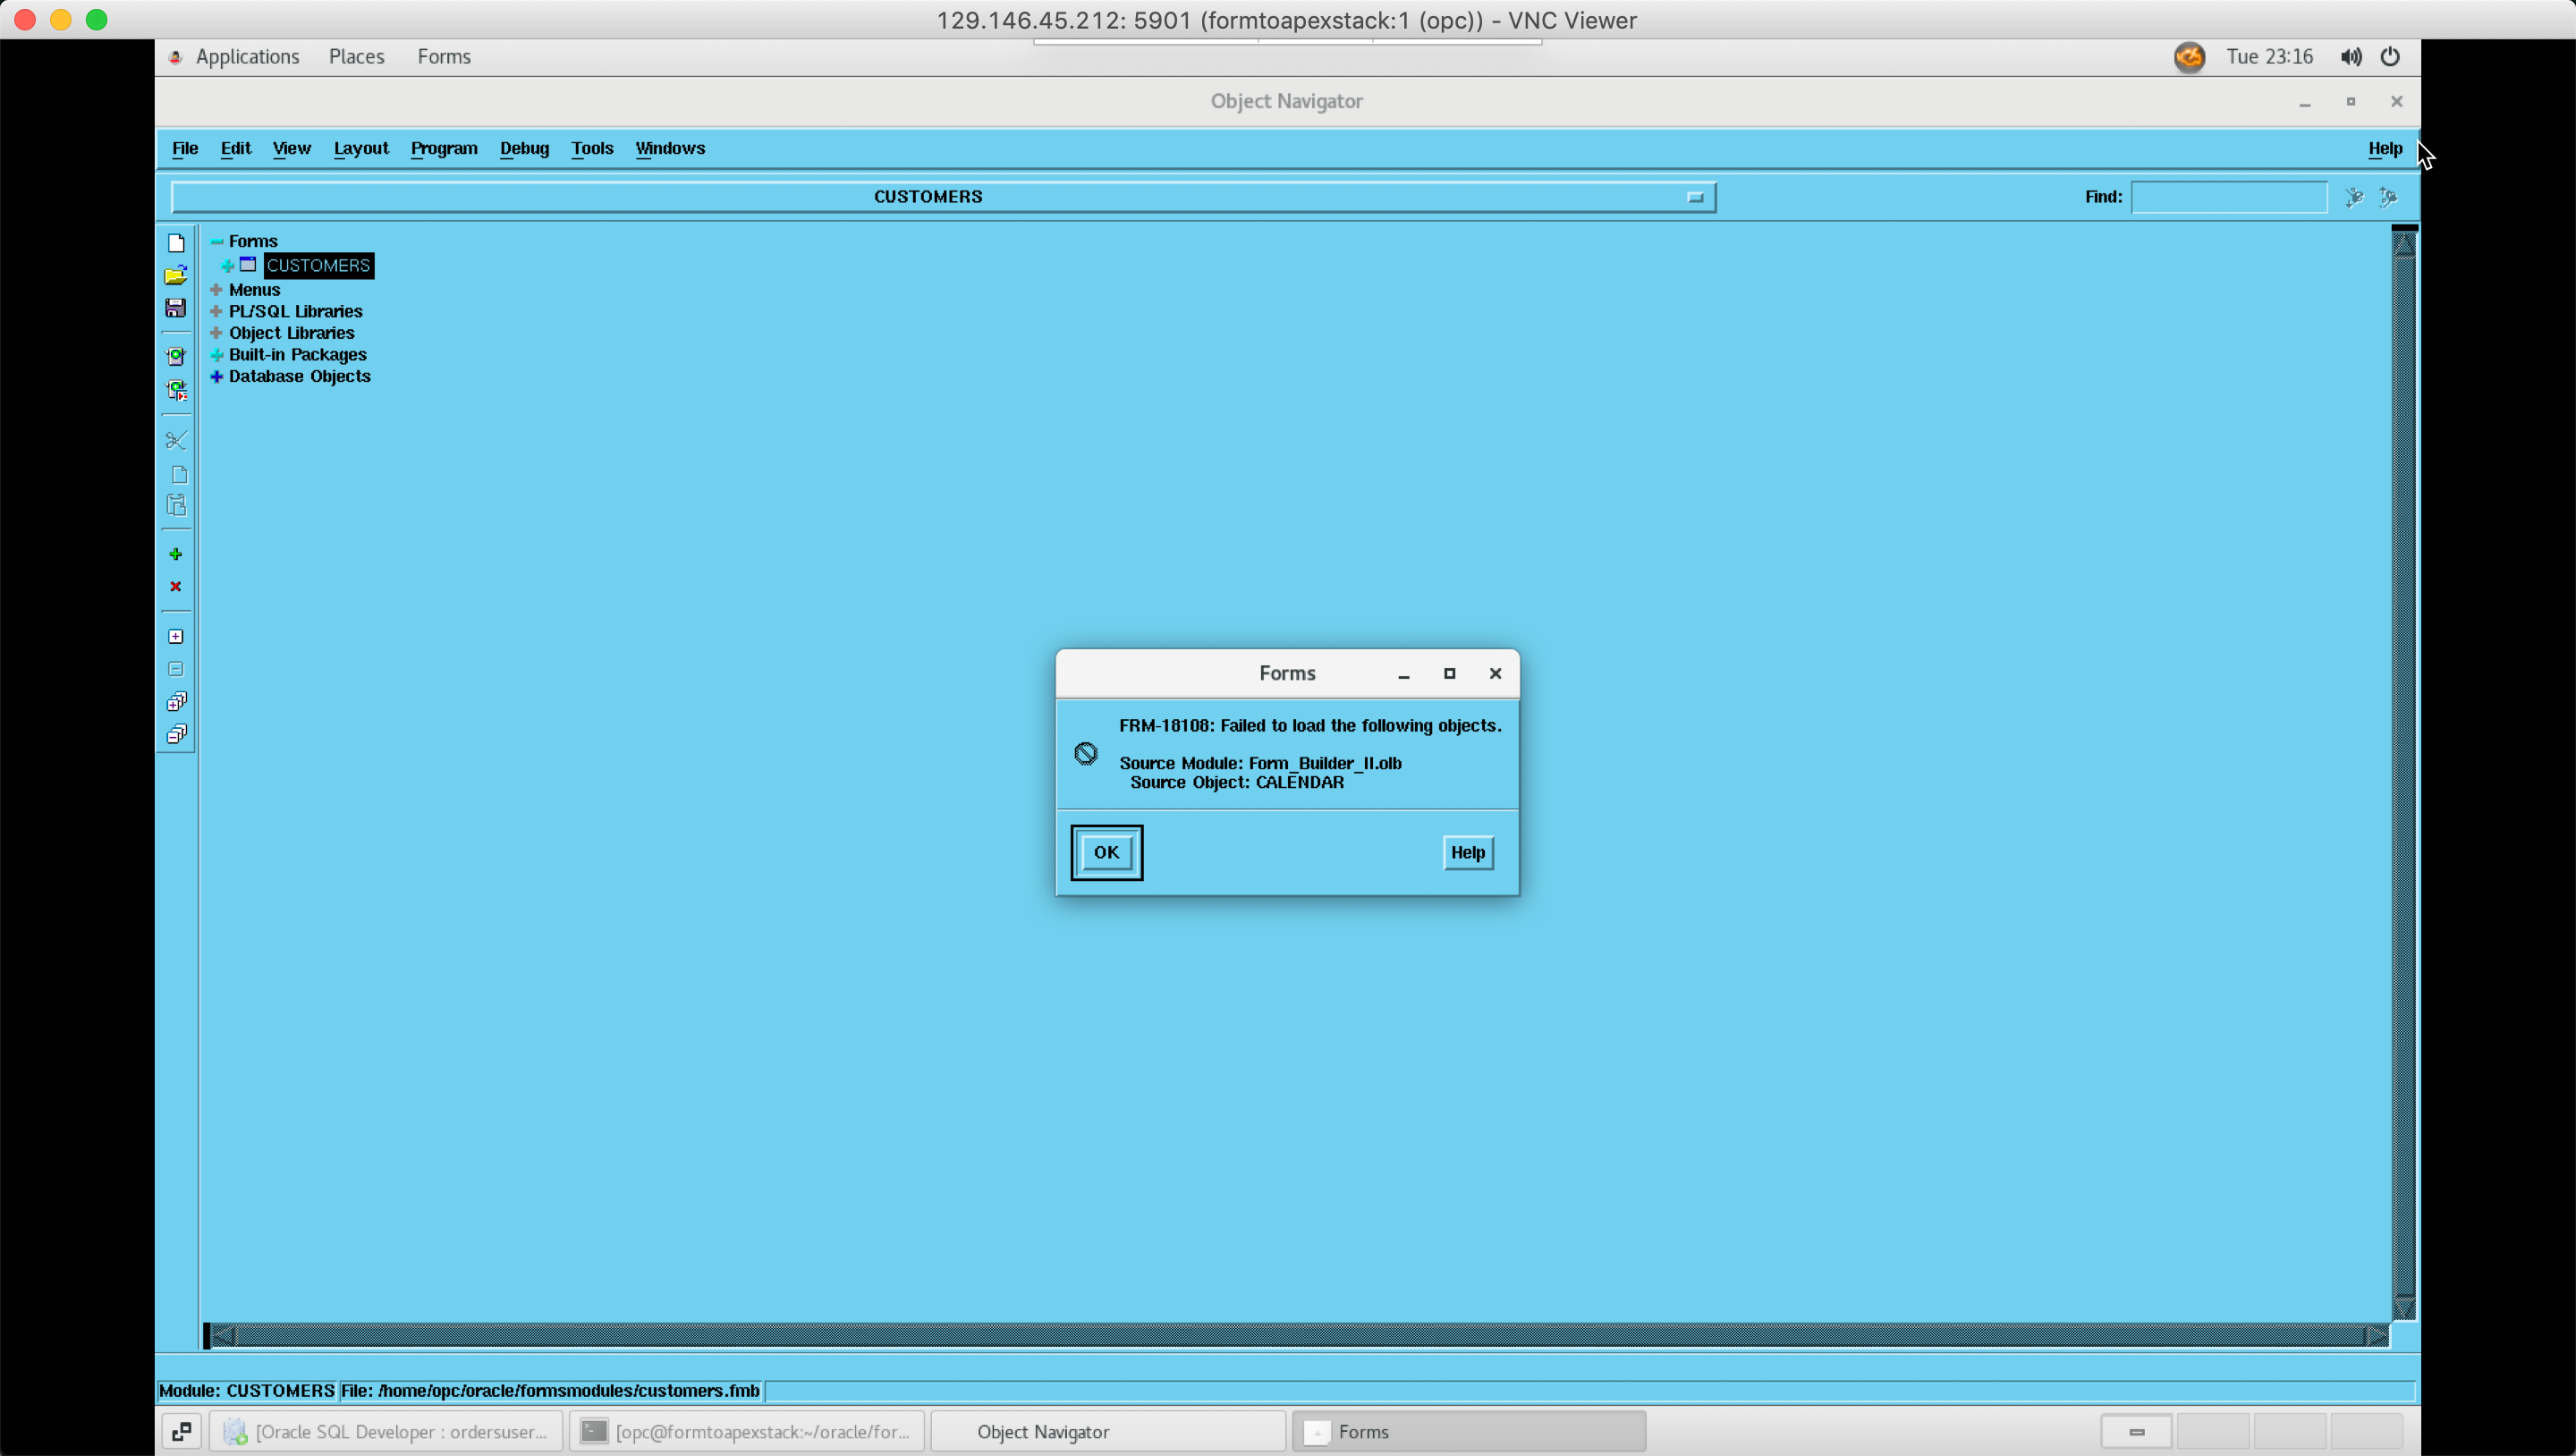 129.146.45.212: 5901 (formtoapexstack:1 (opc)) - VNC Viewer
Applications Places Forms Tue 23:16
Object Navigator
File Edit View Layout Program Debug Tools Windows Help
CUSTOMERS Find:
Forms
CUSTOMERS
Menus
PL/SQL Libraries
Object Libraries
Built-in Packages
Database Objects
Forms
FRM-18108: Failed to load the following objects.
Source Module: Form_Builder_II.olb
Source Object: CALENDAR
OK Help
Module: CUSTOMERS File: /home/opc/oracle/formsmodules/customers.fmb
[Oracle SQL Developer : ordersuser... [opc@formtoapexstack:~/oracle/for... Object Navigator Forms